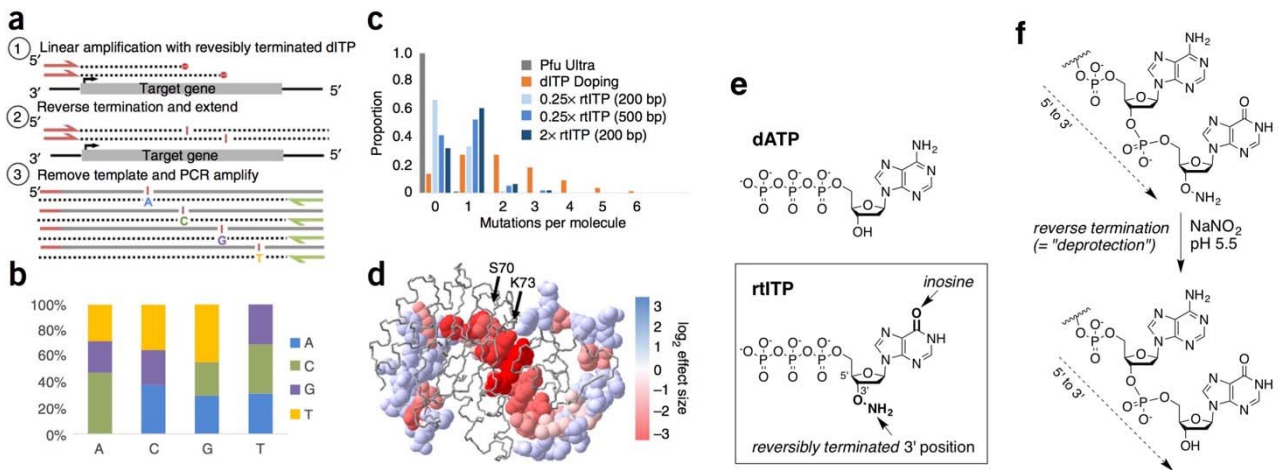 a
1 Linear amplification with revesibly terminated dITP
5′
3′ Target gene 5′
2 Reverse termination and extend
5′
I
I
3′ Target gene 5′
3 Remove template and PCR amplify
5′
I
A
I
C
I
G
I
T
b
100%
80%
60%
40%
20%
0%
A C G T
A
C
G
T
c
Proportion
1.0
0.8
0.6
0.4
0.2
0
0 1 2 3 4 5 6
Mutations per molecule
Pfu Ultra
dITP Doping
0.25× rtITP (200 bp)
0.25× rtITP (500 bp)
2× rtITP (200 bp)
d
S70
K73
3
2
1
0
−1
−2
−3
log₂ effect size
e
dATP
NH₂
N
N
N
N
⁻O P O P O P O
O⁻ O⁻ O⁻
O O O
O
OH
rtITP
inosine
O
NH
N
N
N
⁻O P O P O P O
O⁻ O⁻ O⁻
O O O
5′
O
3′
O
NH₂
reversibly terminated 3′ position
f
NH₂
N
N
N
N
O
O P O
O⁻
O
5′ to 3′
O
O
O P O
O⁻
N
N
NH
N
O
O
NH₂
reverse termination
(= "deprotection")
NaNO₂
pH 5.5
NH₂
N
N
N
N
O
O P O
O⁻
O
5′ to 3′
O
O
O P O
O⁻
N
N
NH
N
O
OH